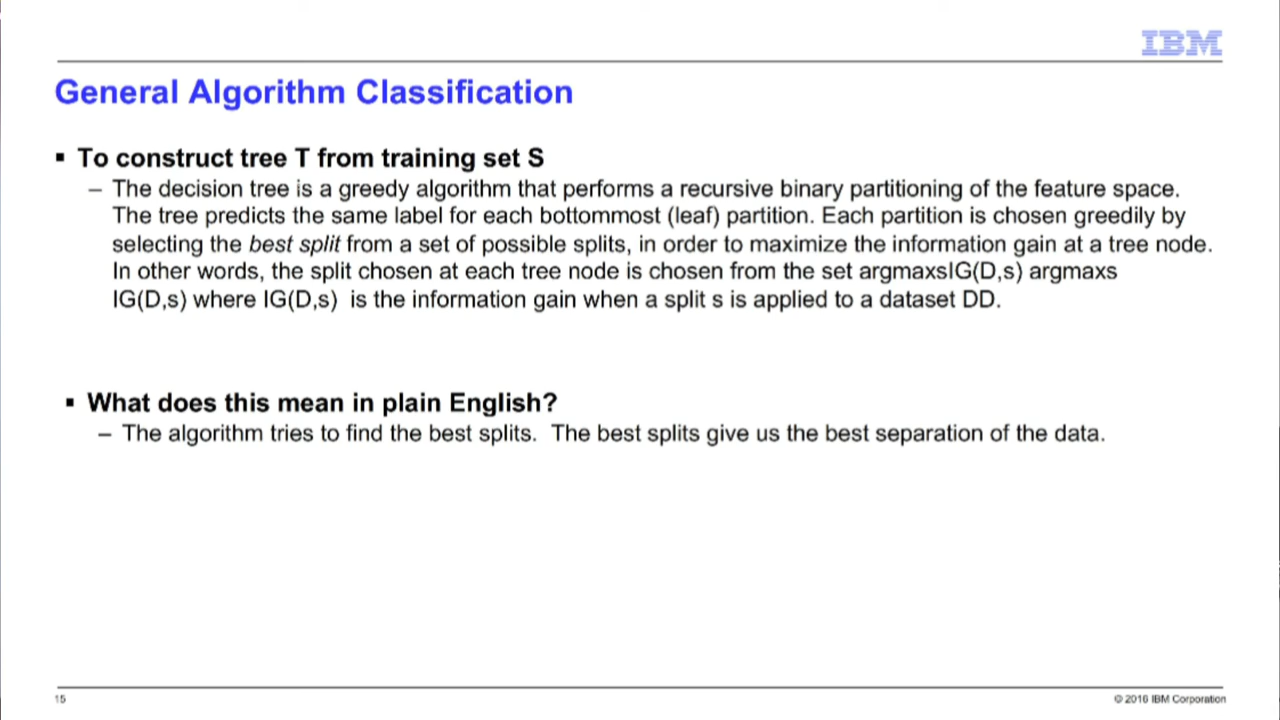 IBM
General Algorithm Classification
▪ To construct tree T from training set S
– The decision tree is a greedy algorithm that performs a recursive binary partitioning of the feature space.
The tree predicts the same label for each bottommost (leaf) partition. Each partition is chosen greedily by
selecting the best split from a set of possible splits, in order to maximize the information gain at a tree node.
In other words, the split chosen at each tree node is chosen from the set argmaxsIG(D,s) argmaxs
IG(D,s) where IG(D,s) is the information gain when a split s is applied to a dataset DD.
▪ What does this mean in plain English?
– The algorithm tries to find the best splits. The best splits give us the best separation of the data.
15
© 2016 IBM Corporation